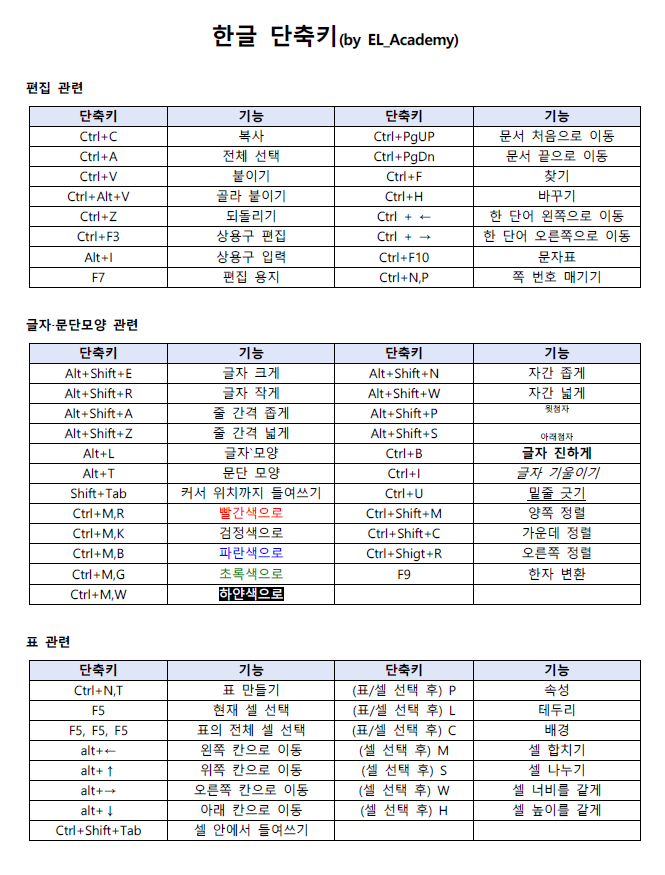 한글 단축키(by EL_Academy)
편집 관련
단축키 기능 단축키 기능
Ctrl+C 복사 Ctrl+PgUP 문서 처음으로 이동
Ctrl+A 전체 선택 Ctrl+PgDn 문서 끝으로 이동
Ctrl+V 붙이기 Ctrl+F 찾기
Ctrl+Alt+V 골라 붙이기 Ctrl+H 바꾸기
Ctrl+Z 되돌리기 Ctrl + ← 한 단어 왼쪽으로 이동
Ctrl+F3 상용구 편집 Ctrl + → 한 단어 오른쪽으로 이동
Alt+I 상용구 입력 Ctrl+F10 문자표
F7 편집 용지 Ctrl+N,P 쪽 번호 매기기
글자·문단모양 관련
단축키 기능 단축키 기능
Alt+Shift+E 글자 크게 Alt+Shift+N 자간 좁게
Alt+Shift+R 글자 작게 Alt+Shift+W 자간 넓게
Alt+Shift+A 줄 간격 좁게 Alt+Shift+P 윗첨자
Alt+Shift+Z 줄 간격 넓게 Alt+Shift+S 아래첨자
Alt+L 글자`모양 Ctrl+B 글자 진하게
Alt+T 문단 모양 Ctrl+I 글자 기울이기
Shift+Tab 커서 위치까지 들여쓰기 Ctrl+U 밑줄 긋기
Ctrl+M,R 빨간색으로 Ctrl+Shift+M 양쪽 정렬
Ctrl+M,K 검정색으로 Ctrl+Shift+C 가운데 정렬
Ctrl+M,B 파란색으로 Ctrl+Shigt+R 오른쪽 정렬
Ctrl+M,G 초록색으로 F9 한자 변환
Ctrl+M,W 하얀색으로
표 관련
단축키 기능 단축키 기능
Ctrl+N,T 표 만들기 (표/셀 선택 후) P 속성
F5 현재 셀 선택 (표/셀 선택 후) L 테두리
F5, F5, F5 표의 전체 셀 선택 (표/셀 선택 후) C 배경
alt+← 왼쪽 칸으로 이동 (셀 선택 후) M 셀 합치기
alt+↑ 위쪽 칸으로 이동 (셀 선택 후) S 셀 나누기
alt+→ 오른쪽 칸으로 이동 (셀 선택 후) W 셀 너비를 같게
alt+↓ 아래 칸으로 이동 (셀 선택 후) H 셀 높이를 같게
Ctrl+Shift+Tab 셀 안에서 들여쓰기